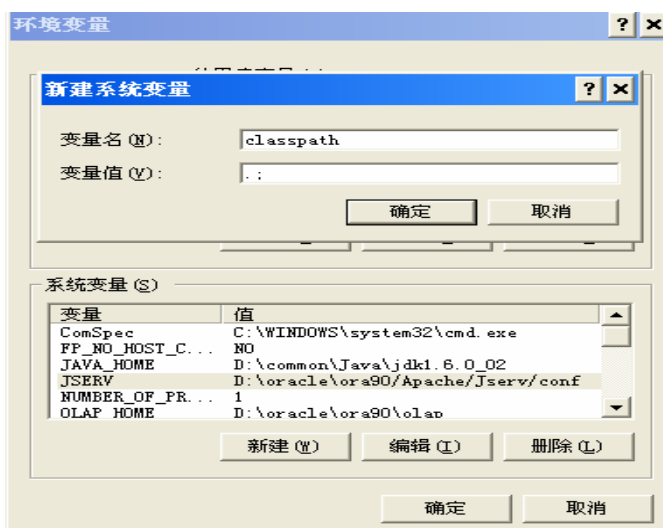 环境变量
新建系统变量
变量名(N):
classpath
变量值(V):
.;
确定 取消
系统变量(S)
变量 值
ComSpec C:\WINDOWS\system32\cmd.exe
FP_NO_HOST_C... NO
JAVA_HOME D:\common\Java\jdk1.6.0_02
JSERV D:\oracle\ora90/Apache/Jserv/conf
NUMBER_OF_PR... 1
OLAP_HOME D:\oracle\ora90\olap
新建(W) 编辑(I) 删除(L)
确定 取消